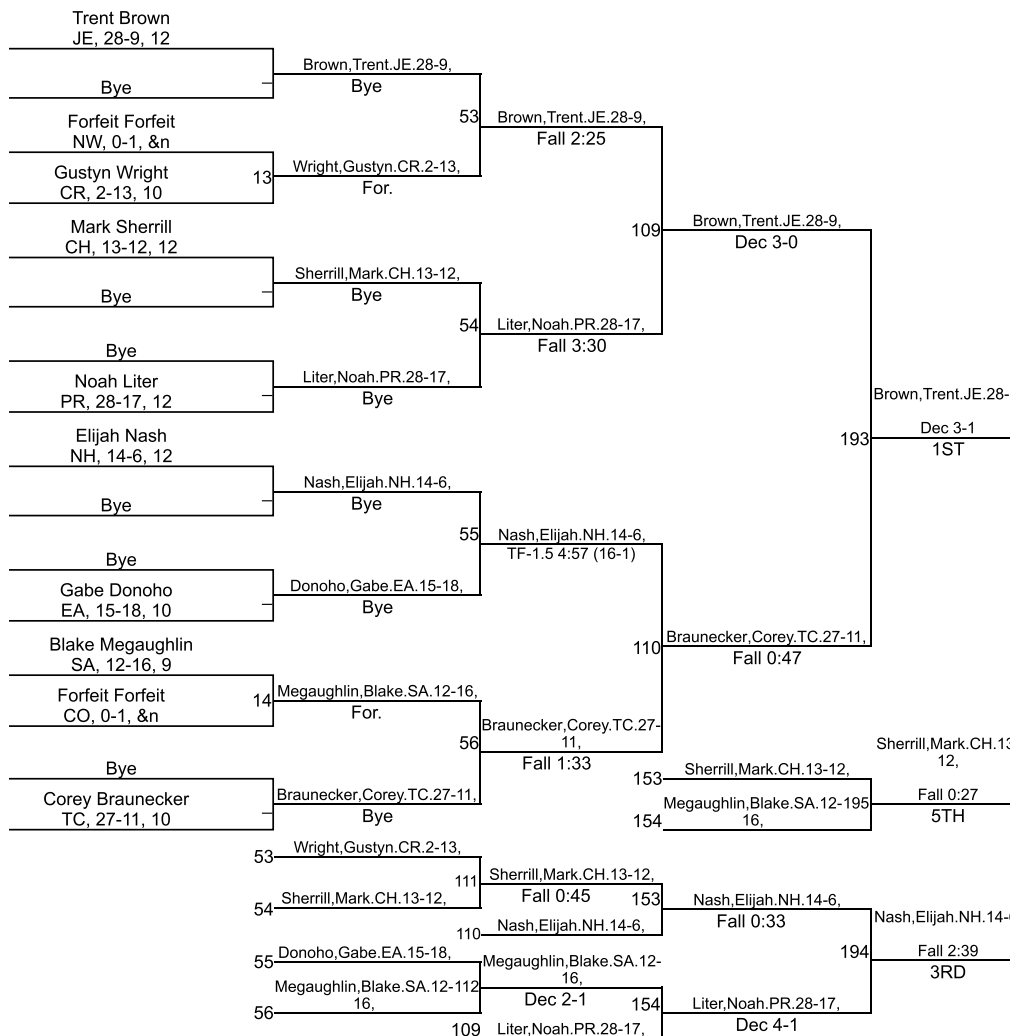 Trent Brown
JE, 28-9, 12
Bye
Brown,Trent.JE.28-9,
Bye
Forfeit Forfeit
NW, 0-1, &n
Gustyn Wright
CR, 2-13, 10
13
Wright,Gustyn.CR.2-13,
For.
53
Brown,Trent.JE.28-9,
Fall 2:25
Mark Sherrill
CH, 13-12, 12
Bye
Sherrill,Mark.CH.13-12,
Bye
Bye
Noah Liter
PR, 28-17, 12
Liter,Noah.PR.28-17,
Bye
54
Liter,Noah.PR.28-17,
Fall 3:30
109
Brown,Trent.JE.28-9,
Dec 3-0
Elijah Nash
NH, 14-6, 12
Bye
Nash,Elijah.NH.14-6,
Bye
Bye
Gabe Donoho
EA, 15-18, 10
Donoho,Gabe.EA.15-18,
Bye
55
Nash,Elijah.NH.14-6,
TF-1.5 4:57 (16-1)
Blake Megaughlin
SA, 12-16, 9
Forfeit Forfeit
CO, 0-1, &n
14
Megaughlin,Blake.SA.12-16,
For.
Bye
Corey Braunecker
TC, 27-11, 10
Braunecker,Corey.TC.27-11,
Bye
56
Braunecker,Corey.TC.27-
11,
Fall 1:33
110
Braunecker,Corey.TC.27-11,
Fall 0:47
193
Brown,Trent.JE.28-
Dec 3-1
1ST
153
Sherrill,Mark.CH.13-12,
154
Megaughlin,Blake.SA.12-195
16,
Sherrill,Mark.CH.13
12,
Fall 0:27
5TH
53
Wright,Gustyn.CR.2-13,
54
Sherrill,Mark.CH.13-12,
111
Sherrill,Mark.CH.13-12,
Fall 0:45
110
Nash,Elijah.NH.14-6,
153
Nash,Elijah.NH.14-6,
Fall 0:33
55
Donoho,Gabe.EA.15-18,
56
Megaughlin,Blake.SA.12-112
16,
Megaughlin,Blake.SA.12-
16,
Dec 2-1
109
Liter,Noah.PR.28-17,
154
Liter,Noah.PR.28-17,
Dec 4-1
194
Nash,Elijah.NH.14-6
Fall 2:39
3RD